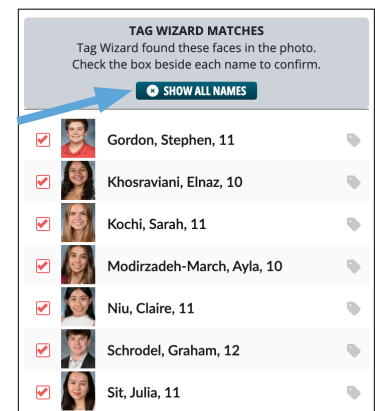 TAG WIZARD MATCHES
Tag Wizard found these faces in the photo.
Check the box beside each name to confirm.
SHOW ALL NAMES
Gordon, Stephen, 11
Khosraviani, Elnaz, 10
Kochi, Sarah, 11
Modirzadeh-March, Ayla, 10
Niu, Claire, 11
Schrodel, Graham, 12
Sit, Julia, 11